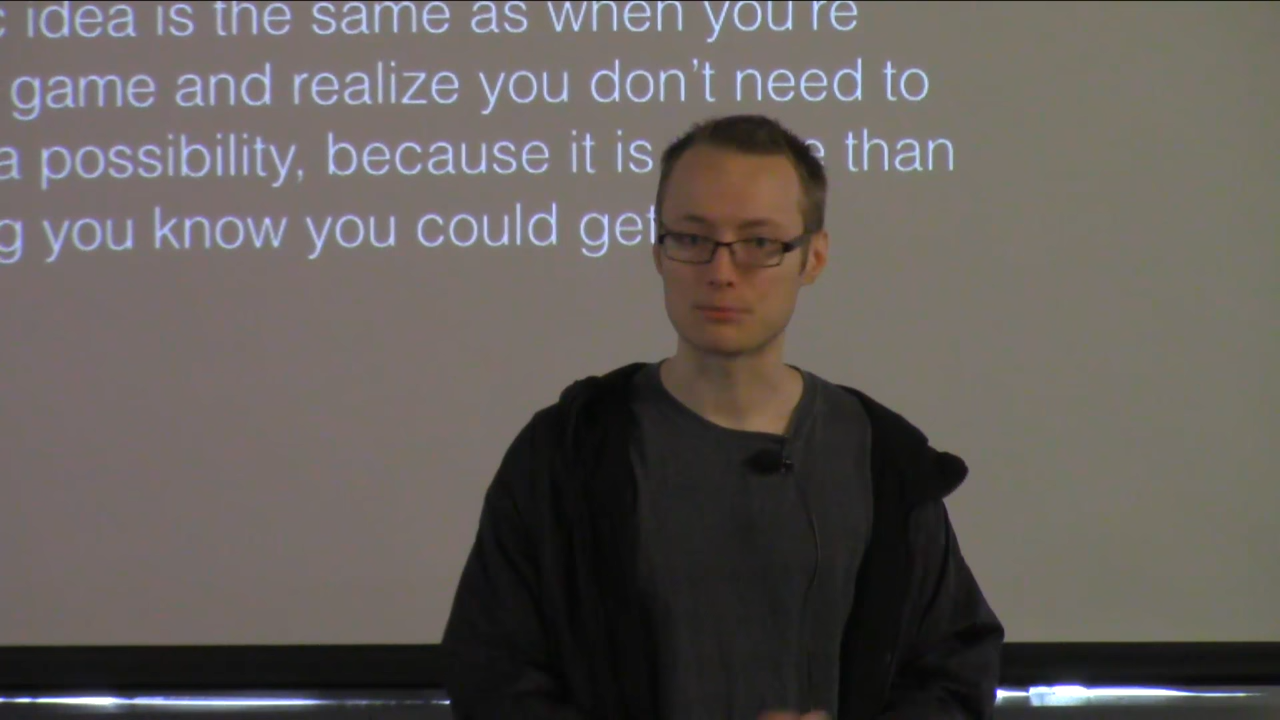 idea is the same as when you're
game and realize you don't need to
a possibility, because it is than
you know you could get